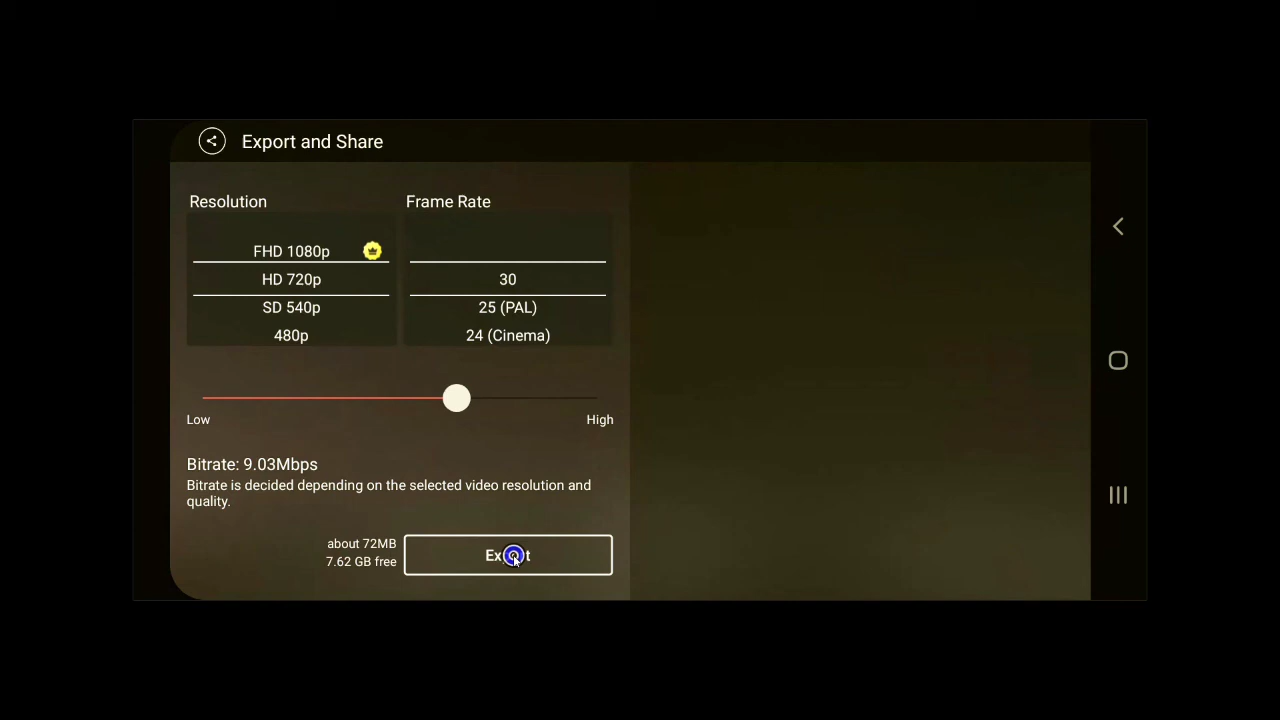 Export and Share
Resolution
Frame Rate
FHD 1080p
HD 720p
SD 540p
480p
30
25 (PAL)
24 (Cinema)
Low
High
Bitrate: 9.03Mbps
Bitrate is decided depending on the selected video resolution and
quality.
about 72MB
7.62 GB free
Export